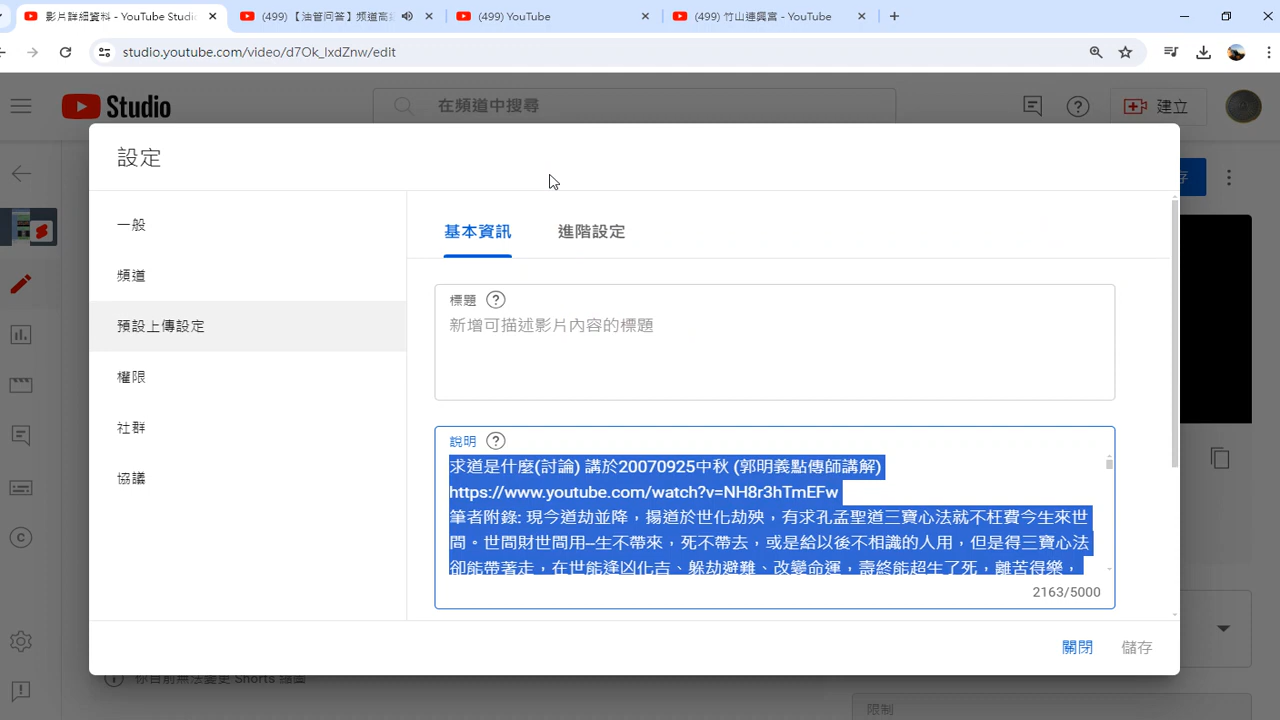 影片詳細資料 - YouTube Studio
(499) 【油管問答】頻道高
(499) YouTube
(499) 竹山連興宮 - YouTube
studio.youtube.com/video/d7Ok_lxdZnw/edit
Studio
在頻道中搜尋
建立
設定
一般
頻道
預設上傳設定
權限
社群
協議
基本資訊
進階設定
標題
新增可描述影片內容的標題
說明
求道是什麼(討論) 講於20070925中秋 (郭明義點傳師講解)
https://www.youtube.com/watch?v=NH8r3hTmEFw
筆者附錄: 現今道劫並降，揚道於世化劫殃，有求孔孟聖道三寶心法就不枉費今生來世
間。世間財世間用--生不帶來，死不帶去，或是給以後不相識的人用，但是得三寶心法
卻能帶著走，在世能逹凶化吉、躲劫避難、改變命運，壽終能超生了死，離苦得樂，
2163/5000
關閉
儲存
存
你目前無法變更 Shorts 縮圖
限制